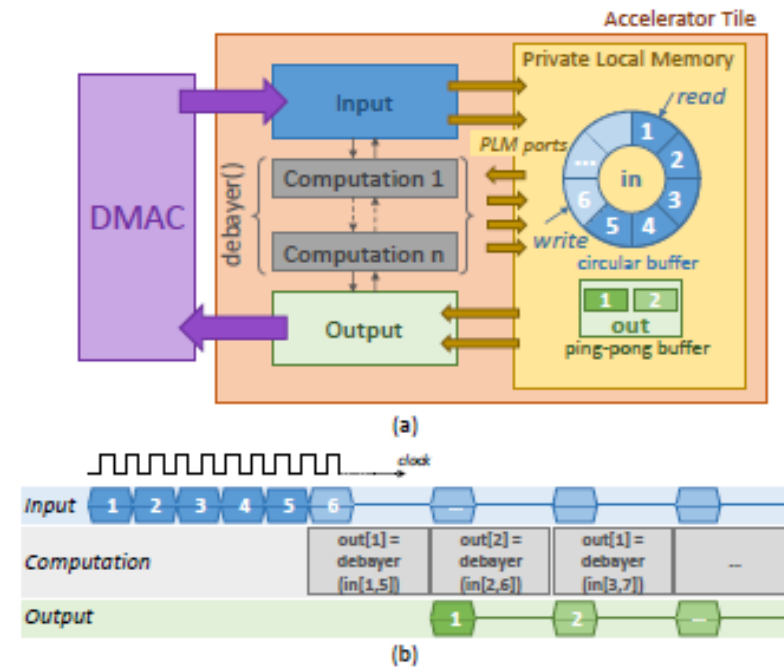 Accelerator Tile
Private Local Memory
Input
read
1
PLM ports
...
2
Computation 1
in
debayer()
6
3
DMAC
5
4
write
Computation n
circular buffer
1
2
Output
out
ping-pong buffer
(a)
clock
Input
1
2
3
4
5
6
...
Computation
out[1] =
debayer
(in[1,5])
out[2] =
debayer
(in[2,6])
out[1] =
debayer
(in[3,7])
...
Output
1
2
...
(b)